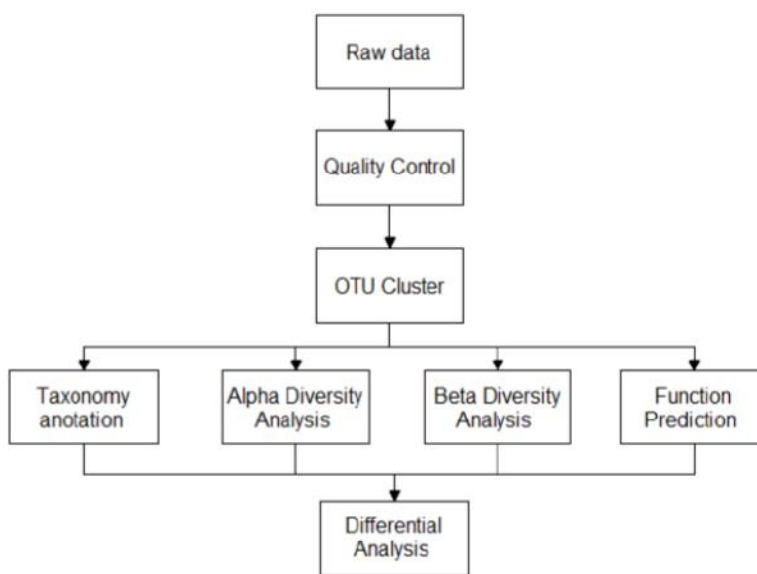 Raw data
Quality Control
OTU Cluster
Taxonomy
anotation
Alpha Diversity
Analysis
Beta Diversity
Analysis
Function
Prediction
Differential
Analysis